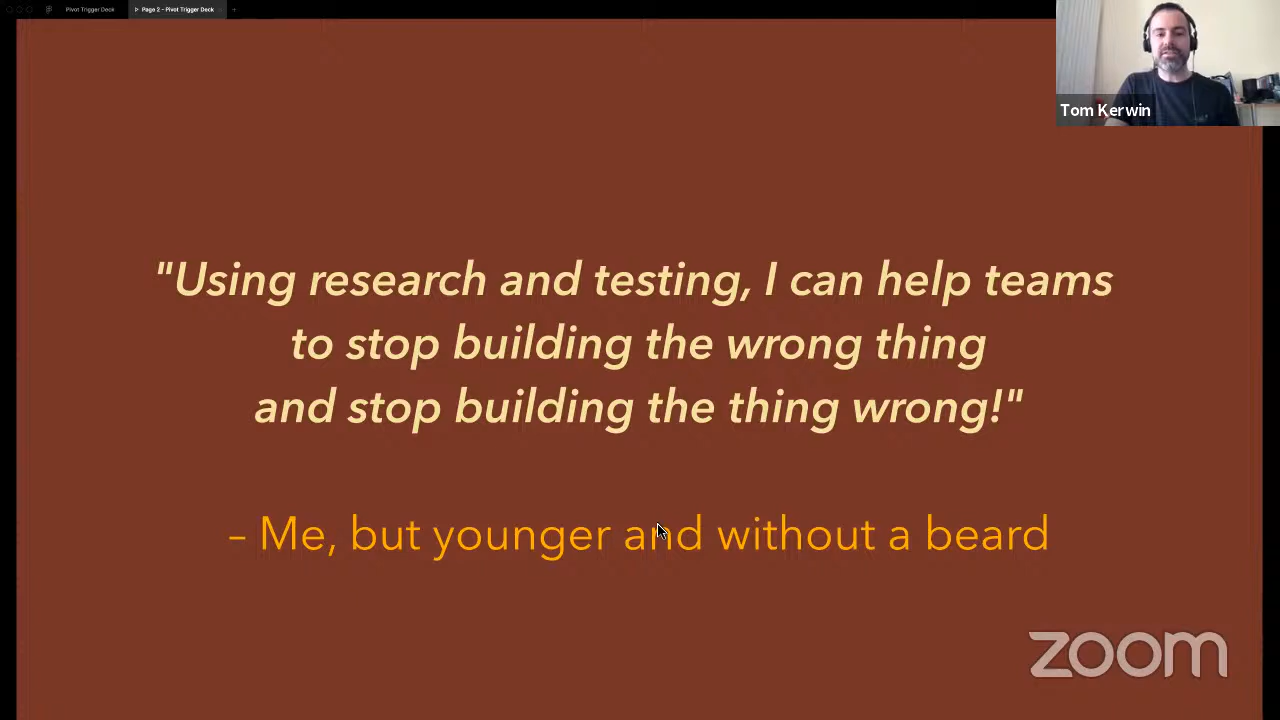 Pivot Trigger Deck
Page 2 – Pivot Trigger Deck
Tom Kerwin
"Using research and testing, I can help teams
to stop building the wrong thing
and stop building the thing wrong!"
– Me, but younger and without a beard
zoom